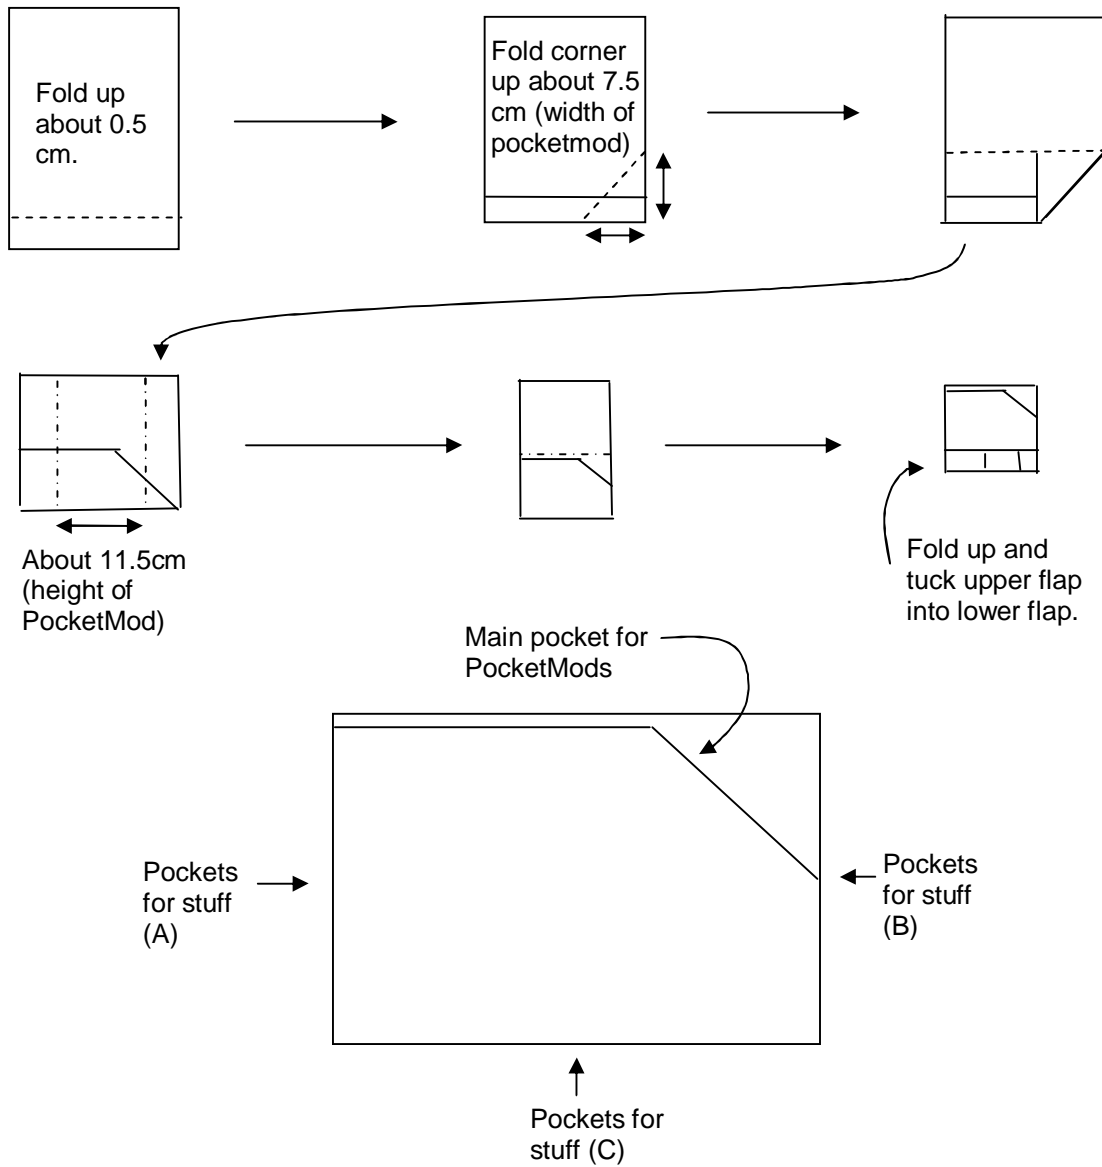 Fold up
about 0.5
cm.
Fold corner
up about 7.5
cm (width of
pocketmod)
About 11.5cm
(height of
PocketMod)
Fold up and
tuck upper flap
into lower flap.
Main pocket for
PocketMods
Pockets
for stuff
(A)
Pockets
for stuff
(B)
Pockets for
stuff (C)